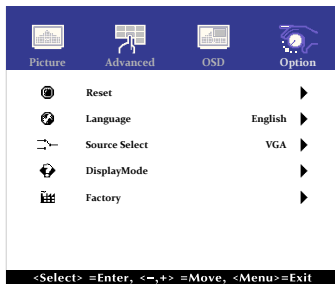 Picture Advanced OSD Option
Reset
Language English
Source Select VGA
DisplayMode
Factory
<Select> =Enter, <–,+> =Move, <Menu>=Exit